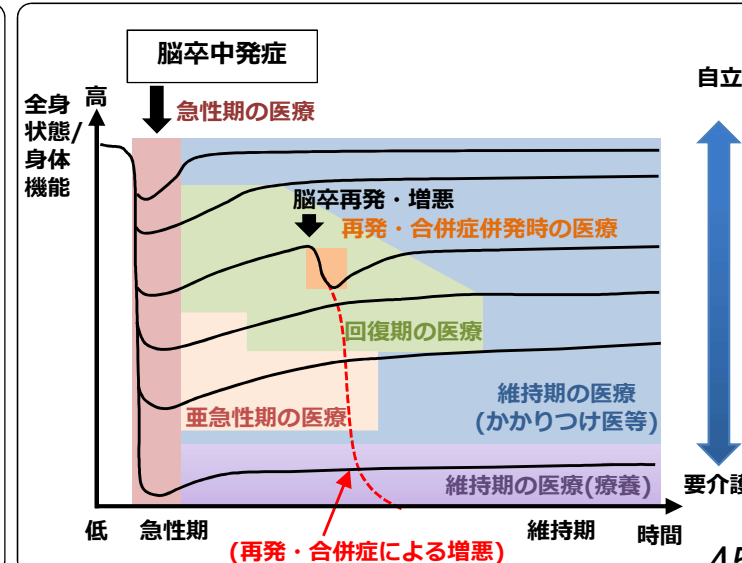 脳卒中発症
全身
状態/
身体
機能
高
急性期の医療
自立
脳卒再発・増悪
再発・合併症併発時の医療
回復期の医療
亜急性期の医療
維持期の医療
(かかりつけ医等)
維持期の医療(療養)
要介護
低
急性期
維持期
時間
(再発・合併症による増悪)